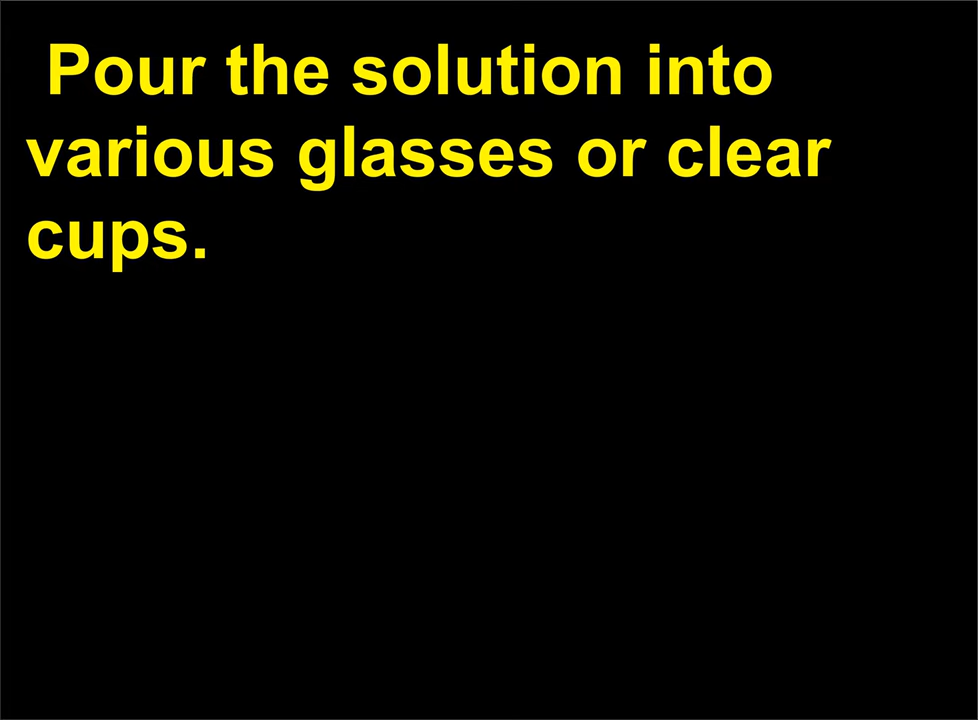 Pour the solution into
various glasses or clear
cups.